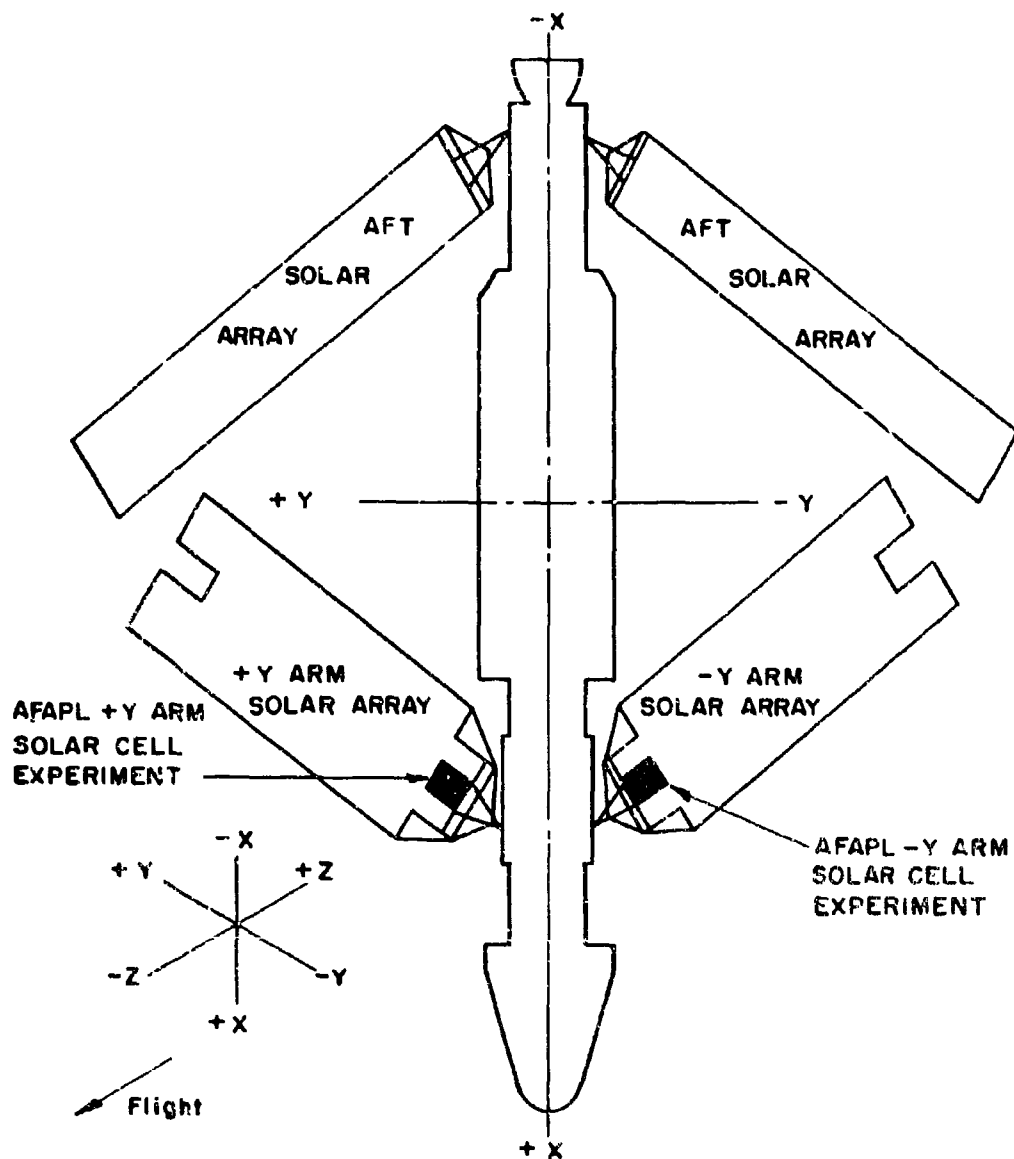 -X
AFT
SOLAR
ARRAY
AFT
SOLAR
ARRAY
+Y
-Y
+Y ARM
SOLAR ARRAY
-Y ARM
SOLAR ARRAY
AFAPL +Y ARM
SOLAR CELL
EXPERIMENT
AFAPL -Y ARM
SOLAR CELL
EXPERIMENT
-X
+Y
+Z
-Z
-Y
+X
Flight
+X